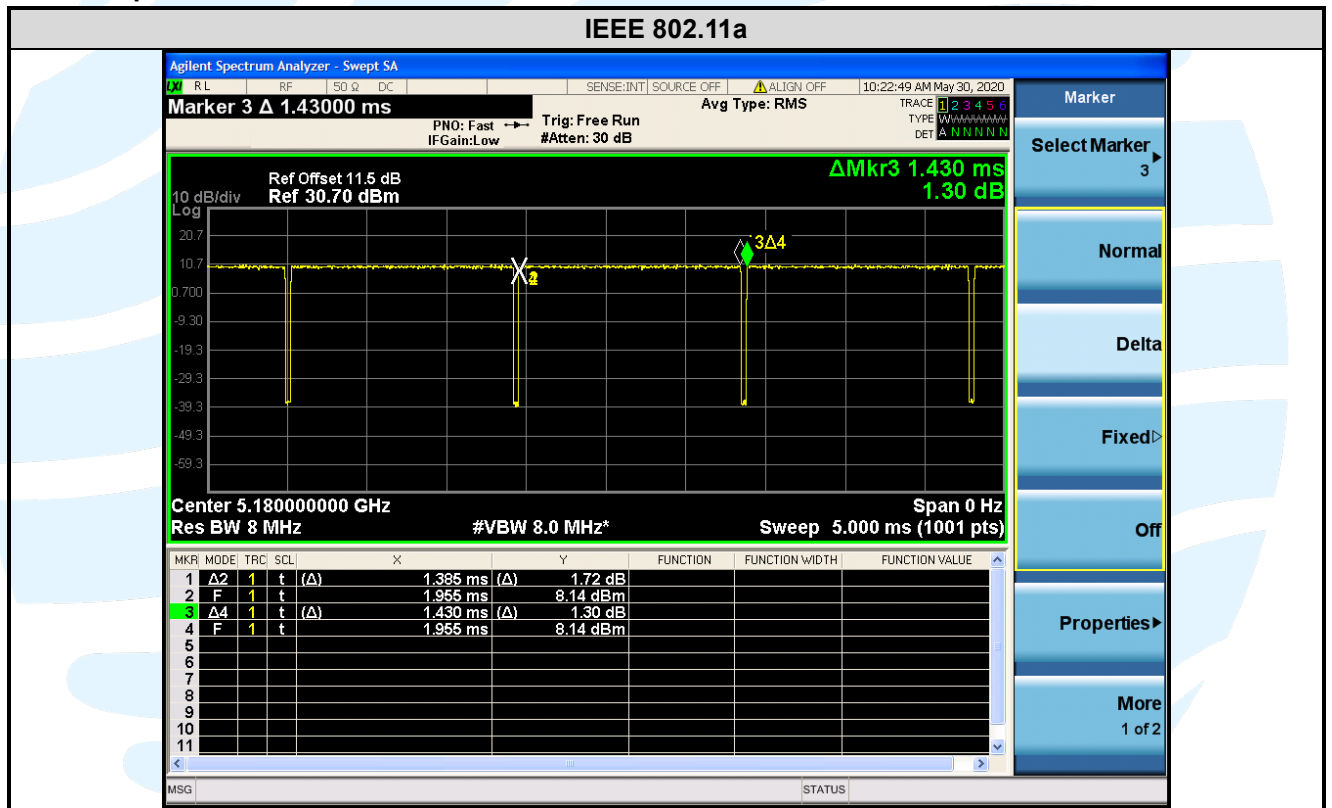 IEEE 802.11a
Agilent Spectrum Analyzer - Swept SA
LXI RL RF 50 Ω DC SENSE:INT SOURCE OFF ⚠ALIGN OFF 10:22:49 AM May 30, 2020
Marker 3 Δ 1.43000 ms
PNO: Fast
IFGain:Low
Trig: Free Run
#Atten: 30 dB
Avg Type: RMS
TRACE 1 2 3 4 5 6
TYPE WWWWWWW
DET A N N N N N
ΔMkr3 1.430 ms
1.30 dB
Ref Offset 11.5 dB
10 dB/div Ref 30.70 dBm
Log
20.7
10.7
0.700
-9.30
-19.3
-29.3
-39.3
-49.3
-59.3
3Δ4
Center 5.180000000 GHz Span 0 Hz
Res BW 8 MHz #VBW 8.0 MHz* Sweep 5.000 ms (1001 pts)
MKR MODE TRC SCL X Y FUNCTION FUNCTION WIDTH FUNCTION VALUE
1 Δ2 1 t (Δ) 1.385 ms (Δ) 1.72 dB
2 F 1 t 1.955 ms 8.14 dBm
3 Δ4 1 t (Δ) 1.430 ms (Δ) 1.30 dB
4 F 1 t 1.955 ms 8.14 dBm
5
6
7
8
9
10
11
MSG STATUS
Marker
Select Marker
3
Normal
Delta
Fixed
Off
Properties
More
1 of 2